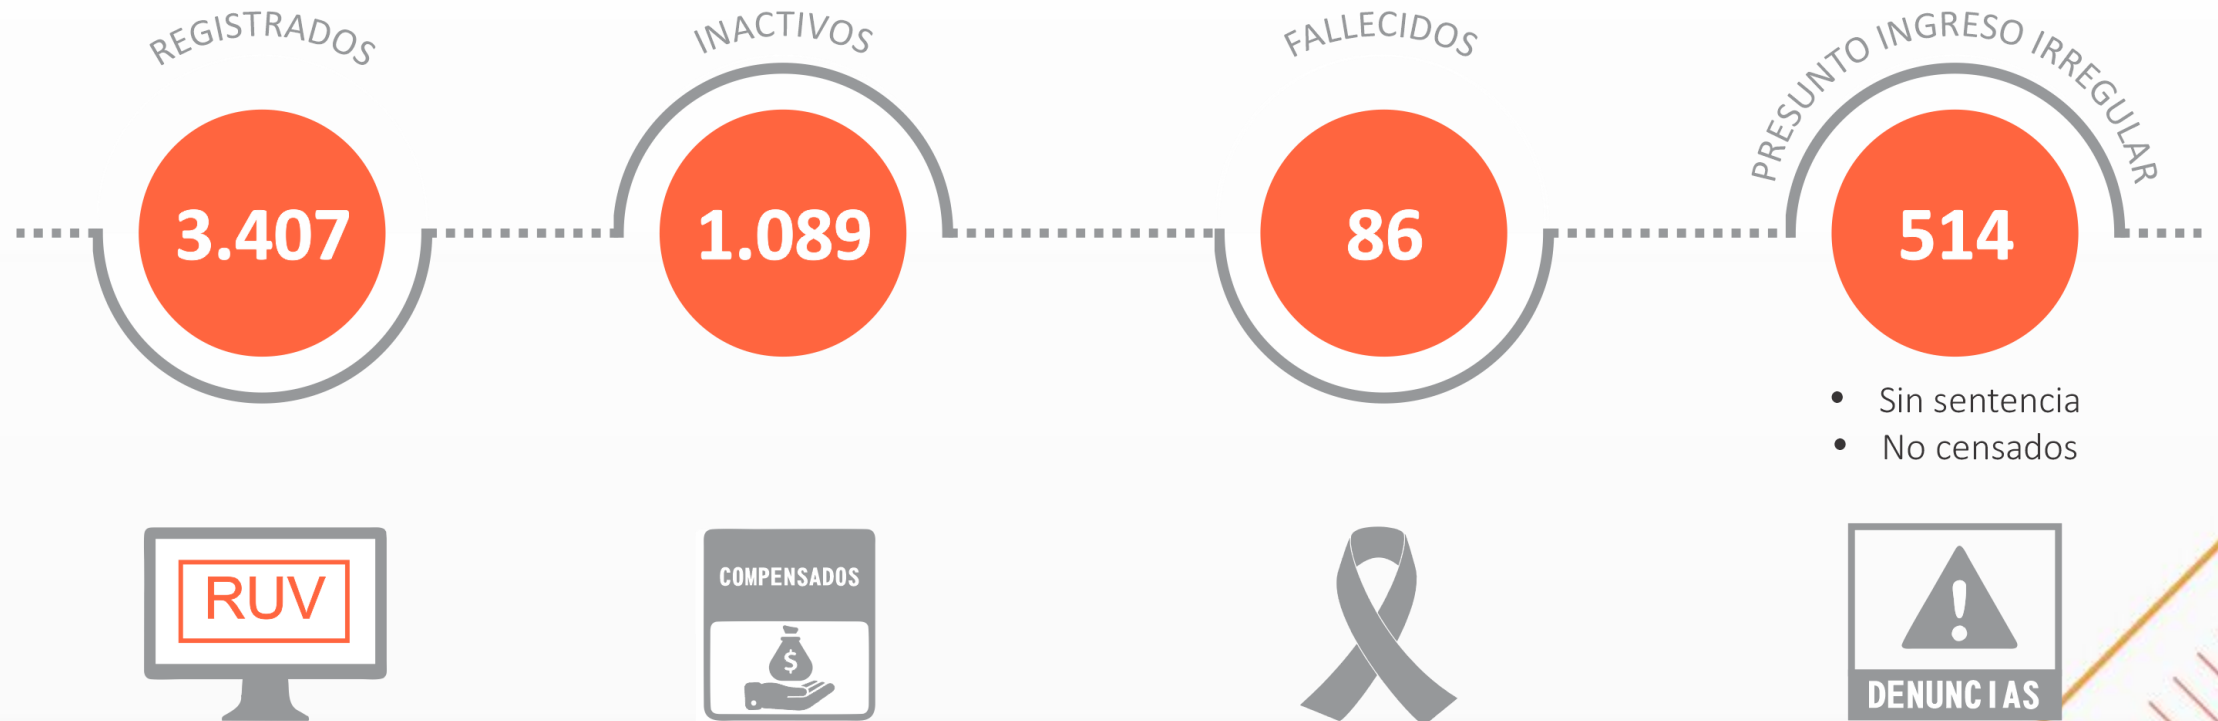 REGISTRADOS
3.407
INACTIVOS
1.089
FALLECIDOS
86
PRESUNTO INGRESO IRREGULAR
514
• Sin sentencia
• No censados
RUV
COMPENSADOS
$
!
DENUNCIAS